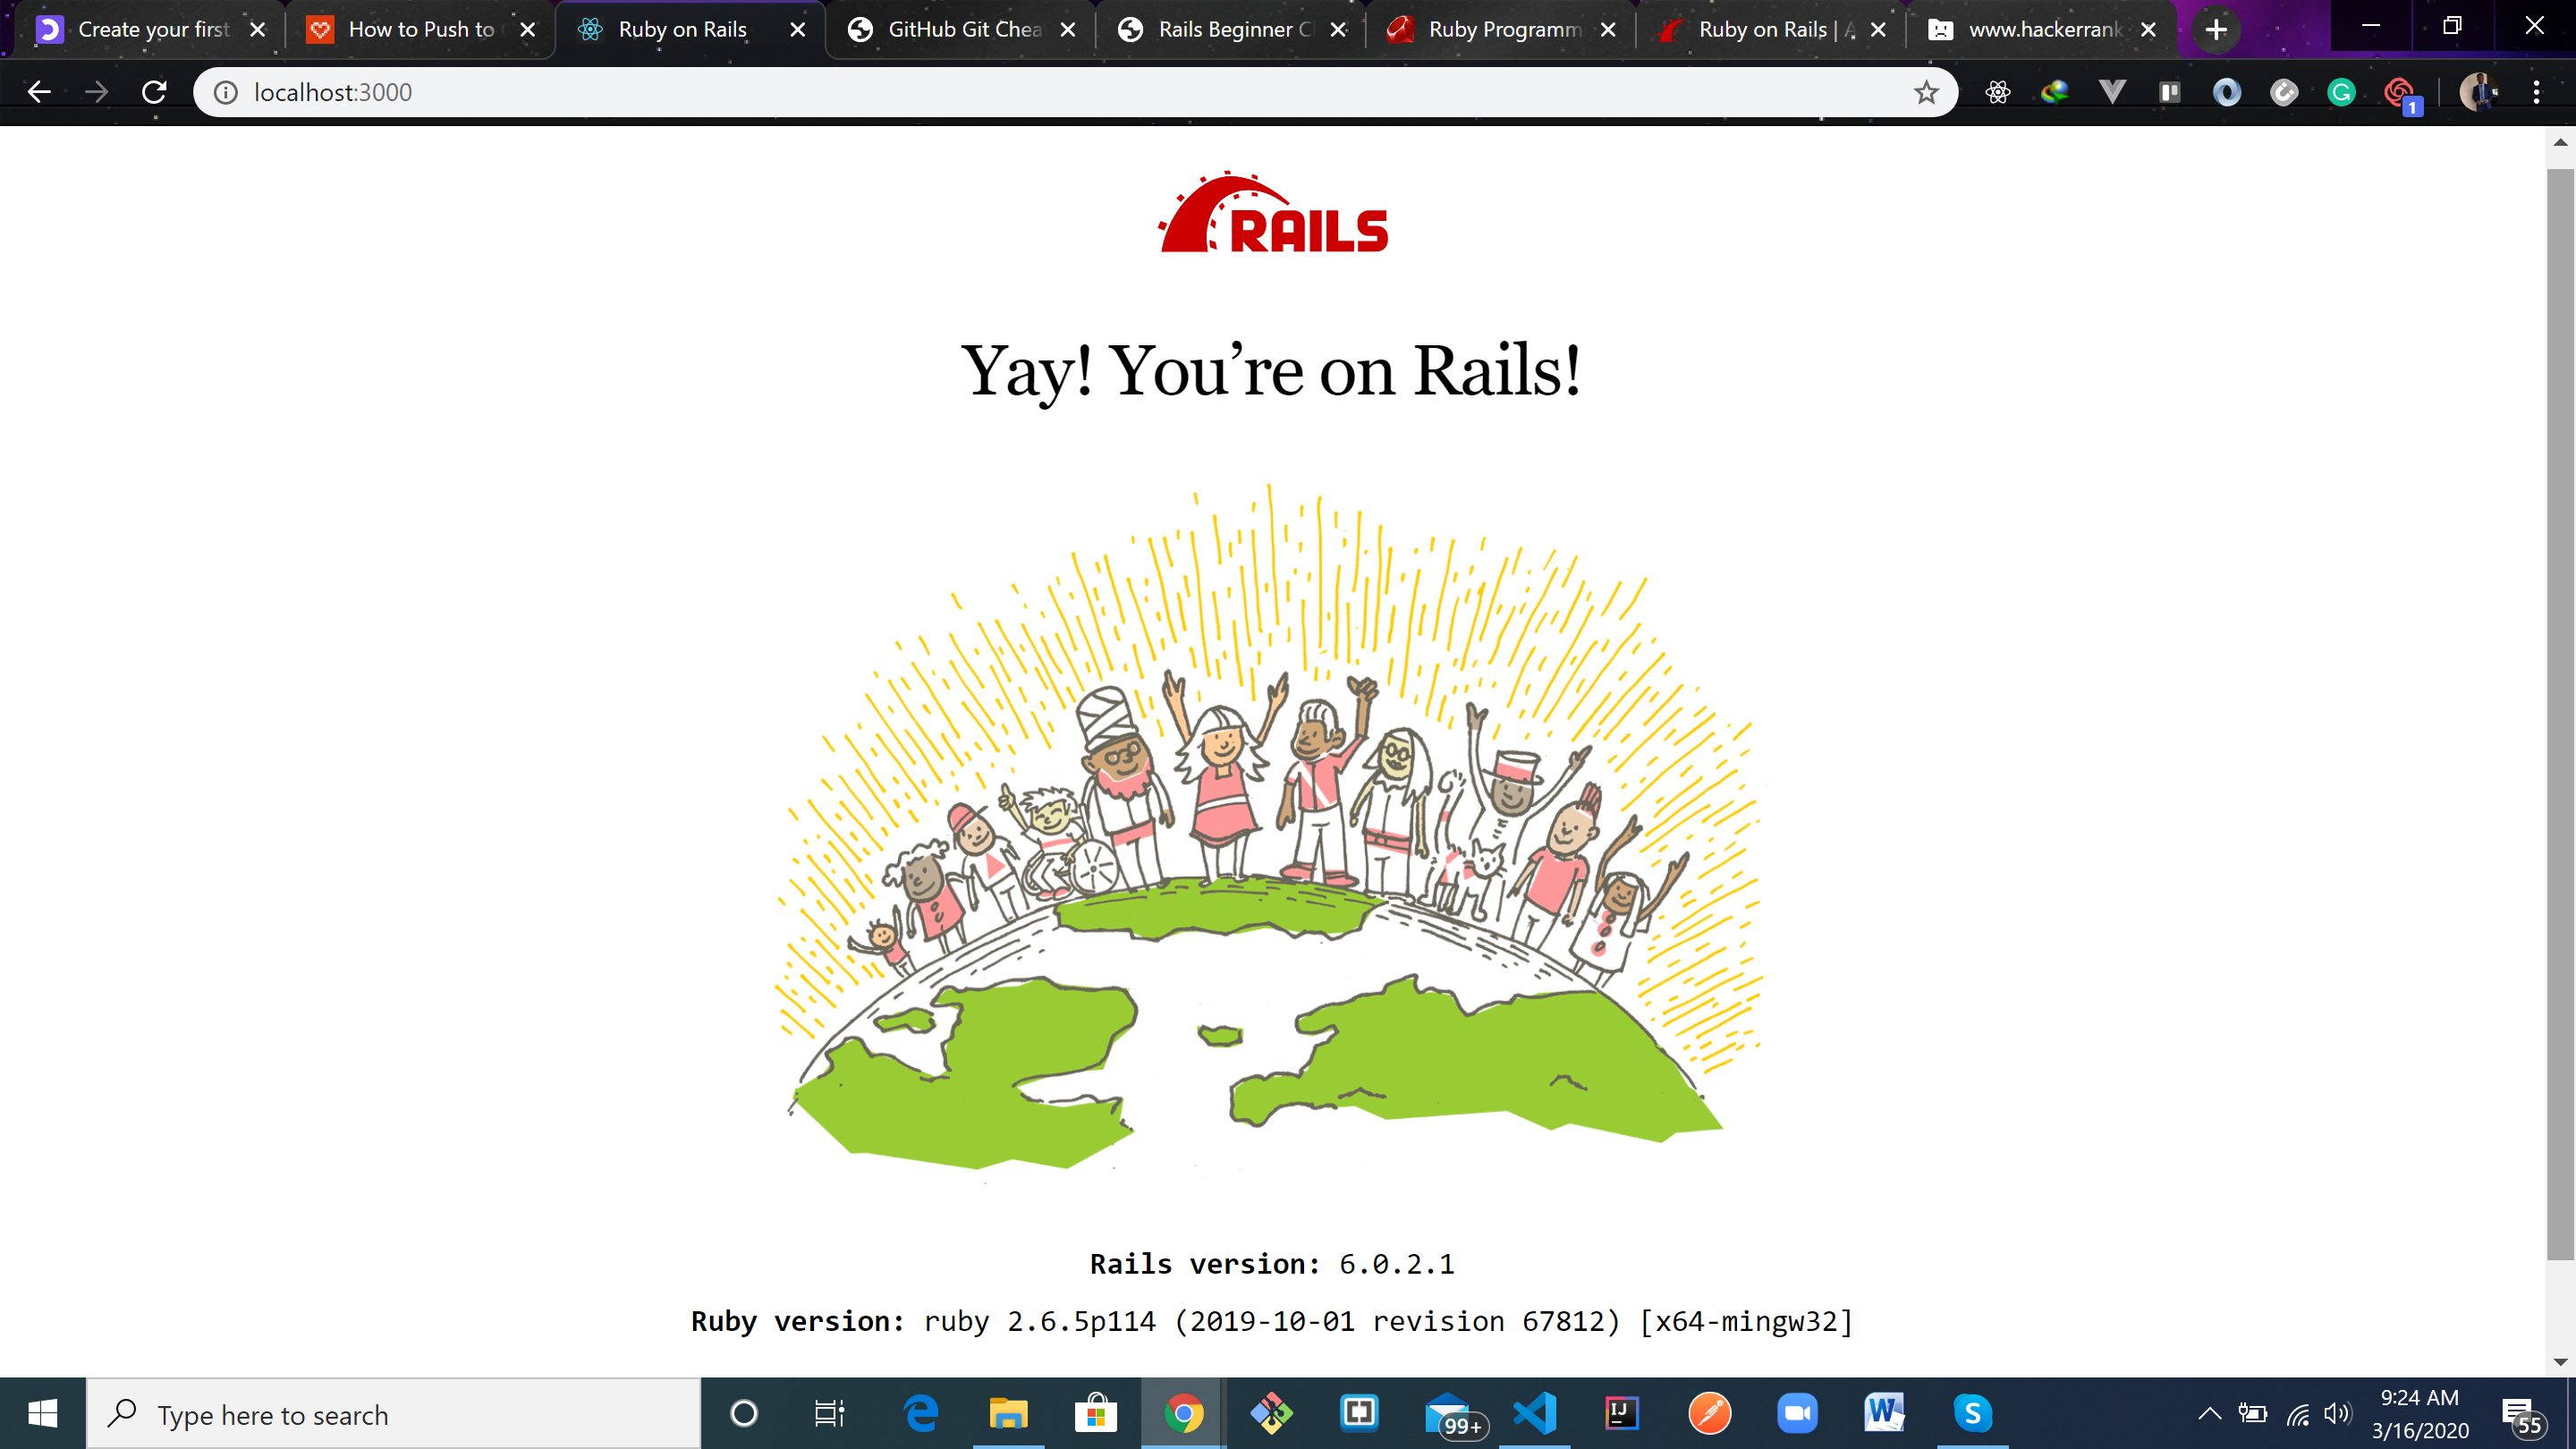 Create your first
How to Push to
Ruby on Rails
GitHub Git Chea
Rails Beginner C
Ruby Programm
Ruby on Rails | A
www.hackerrank
localhost:3000
1
RAILS
Yay! You’re on Rails!
Rails version: 6.0.2.1
Ruby version: ruby 2.6.5p114 (2019-10-01 revision 67812) [x64-mingw32]
Type here to search
99+
IJ
W
S
9:24 AM
3/16/2020
55